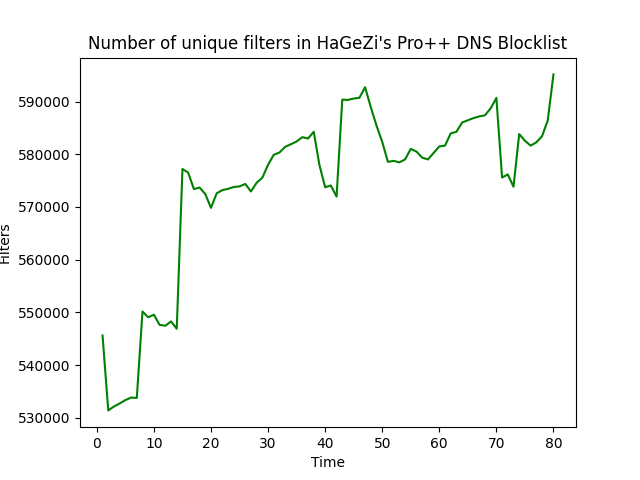 Number of unique filters in HaGeZi's Pro++ DNS Blocklist
590000
580000
570000
560000
550000
540000
530000
Filters
0 10 20 30 40 50 60 70 80
Time